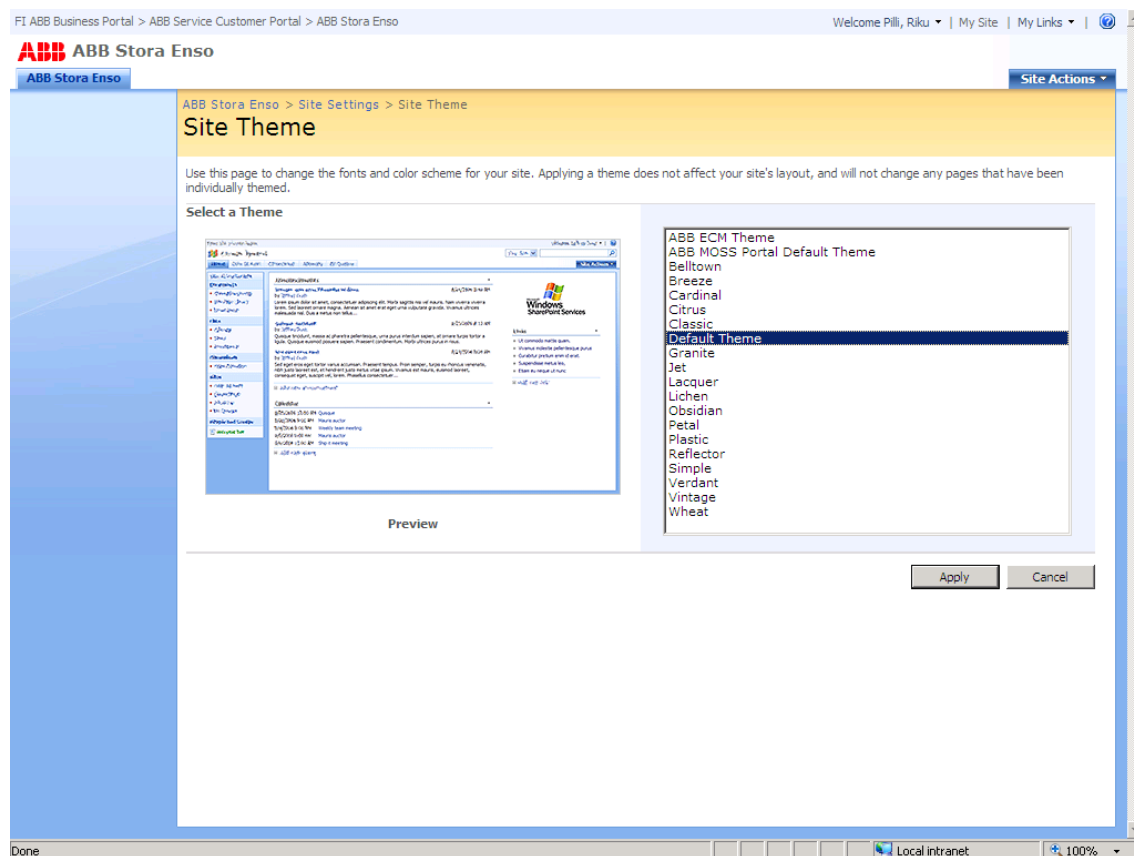 FI ABB Business Portal > ABB Service Customer Portal > ABB Stora Enso
Welcome Pilli, Riku | My Site | My Links |
ABB ABB Stora Enso
ABB Stora Enso
Site Actions
ABB Stora Enso > Site Settings > Site Theme
Site Theme
Use this page to change the fonts and color scheme for your site. Applying a theme does not affect your site's layout, and will not change any pages that have been
individually themed.
Select a Theme
Windows
SharePoint Services
Preview
ABB ECM Theme
ABB MOSS Portal Default Theme
Belltown
Breeze
Cardinal
Citrus
Classic
Default Theme
Granite
Jet
Lacquer
Lichen
Obsidian
Petal
Plastic
Reflector
Simple
Verdant
Vintage
Wheat
Apply
Cancel
Done
Local intranet
100%